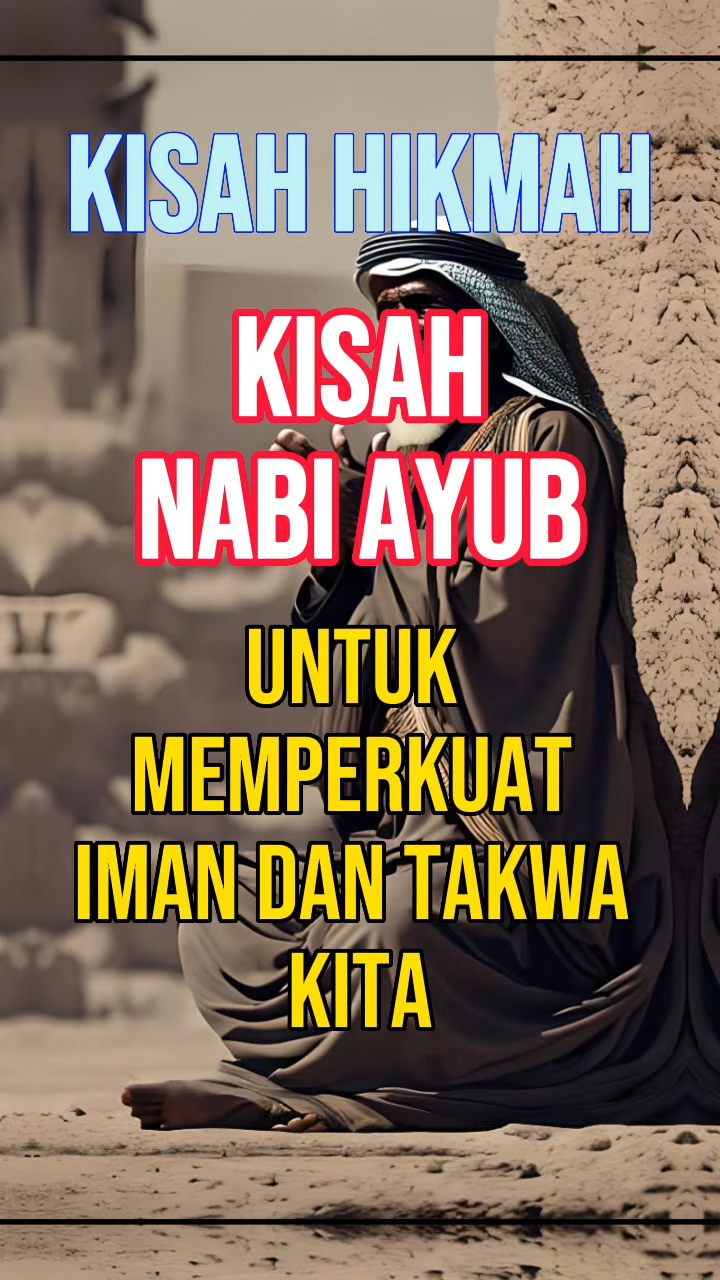 KISAH HIKMAH
KISAH
NABI AYUB
UNTUK
MEMPERKUAT
IMAN DAN TAKWA
KITA